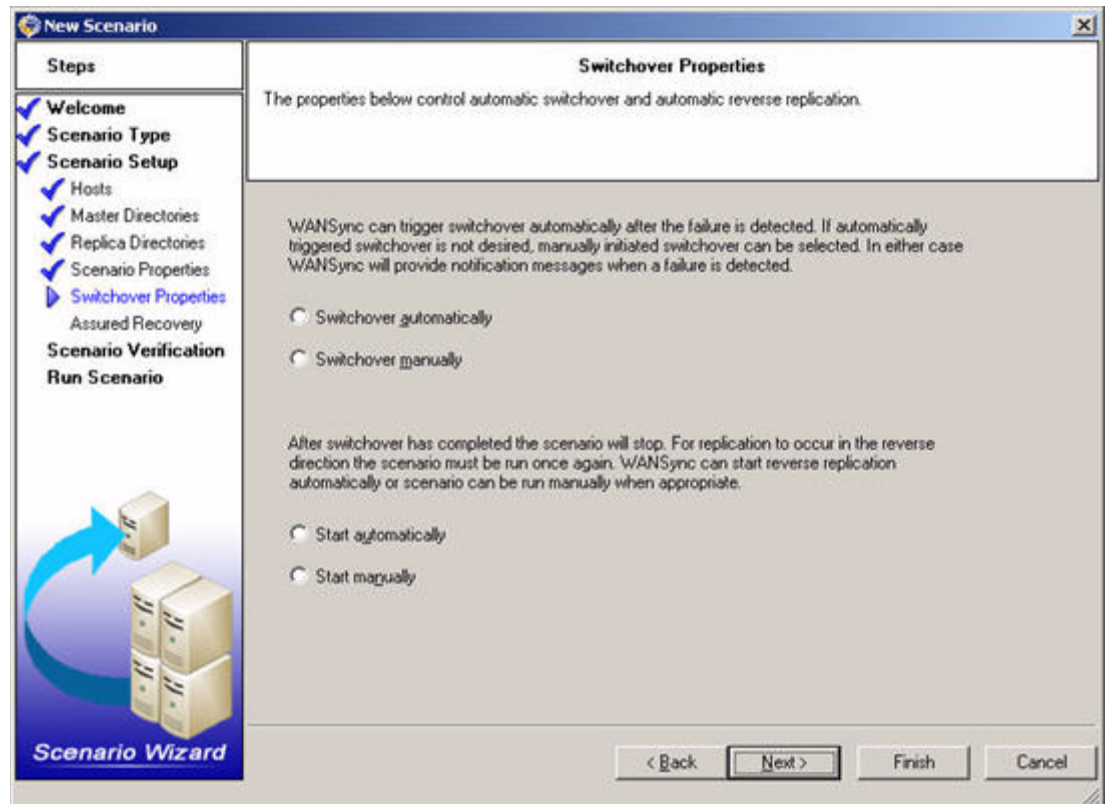 New Scenario
Steps
Welcome
Scenario Type
Scenario Setup
Hosts
Master Directories
Replica Directories
Scenario Properties
Switchover Properties
Assured Recovery
Scenario Verification
Run Scenario
Scenario Wizard
Switchover Properties
The properties below control automatic switchover and automatic reverse replication.
WANSync can trigger switchover automatically after the failure is detected. If automatically
triggered switchover is not desired, manually initiated switchover can be selected. In either case
WANSync will provide notification messages when a failure is detected.
Switchover automatically
Switchover manually
After switchover has completed the scenario will stop. For replication to occur in the reverse
direction the scenario must be run once again. WANSync can start reverse replication
automatically or scenario can be run manually when appropriate.
Start automatically
Start manually
< Back
Next >
Finish
Cancel